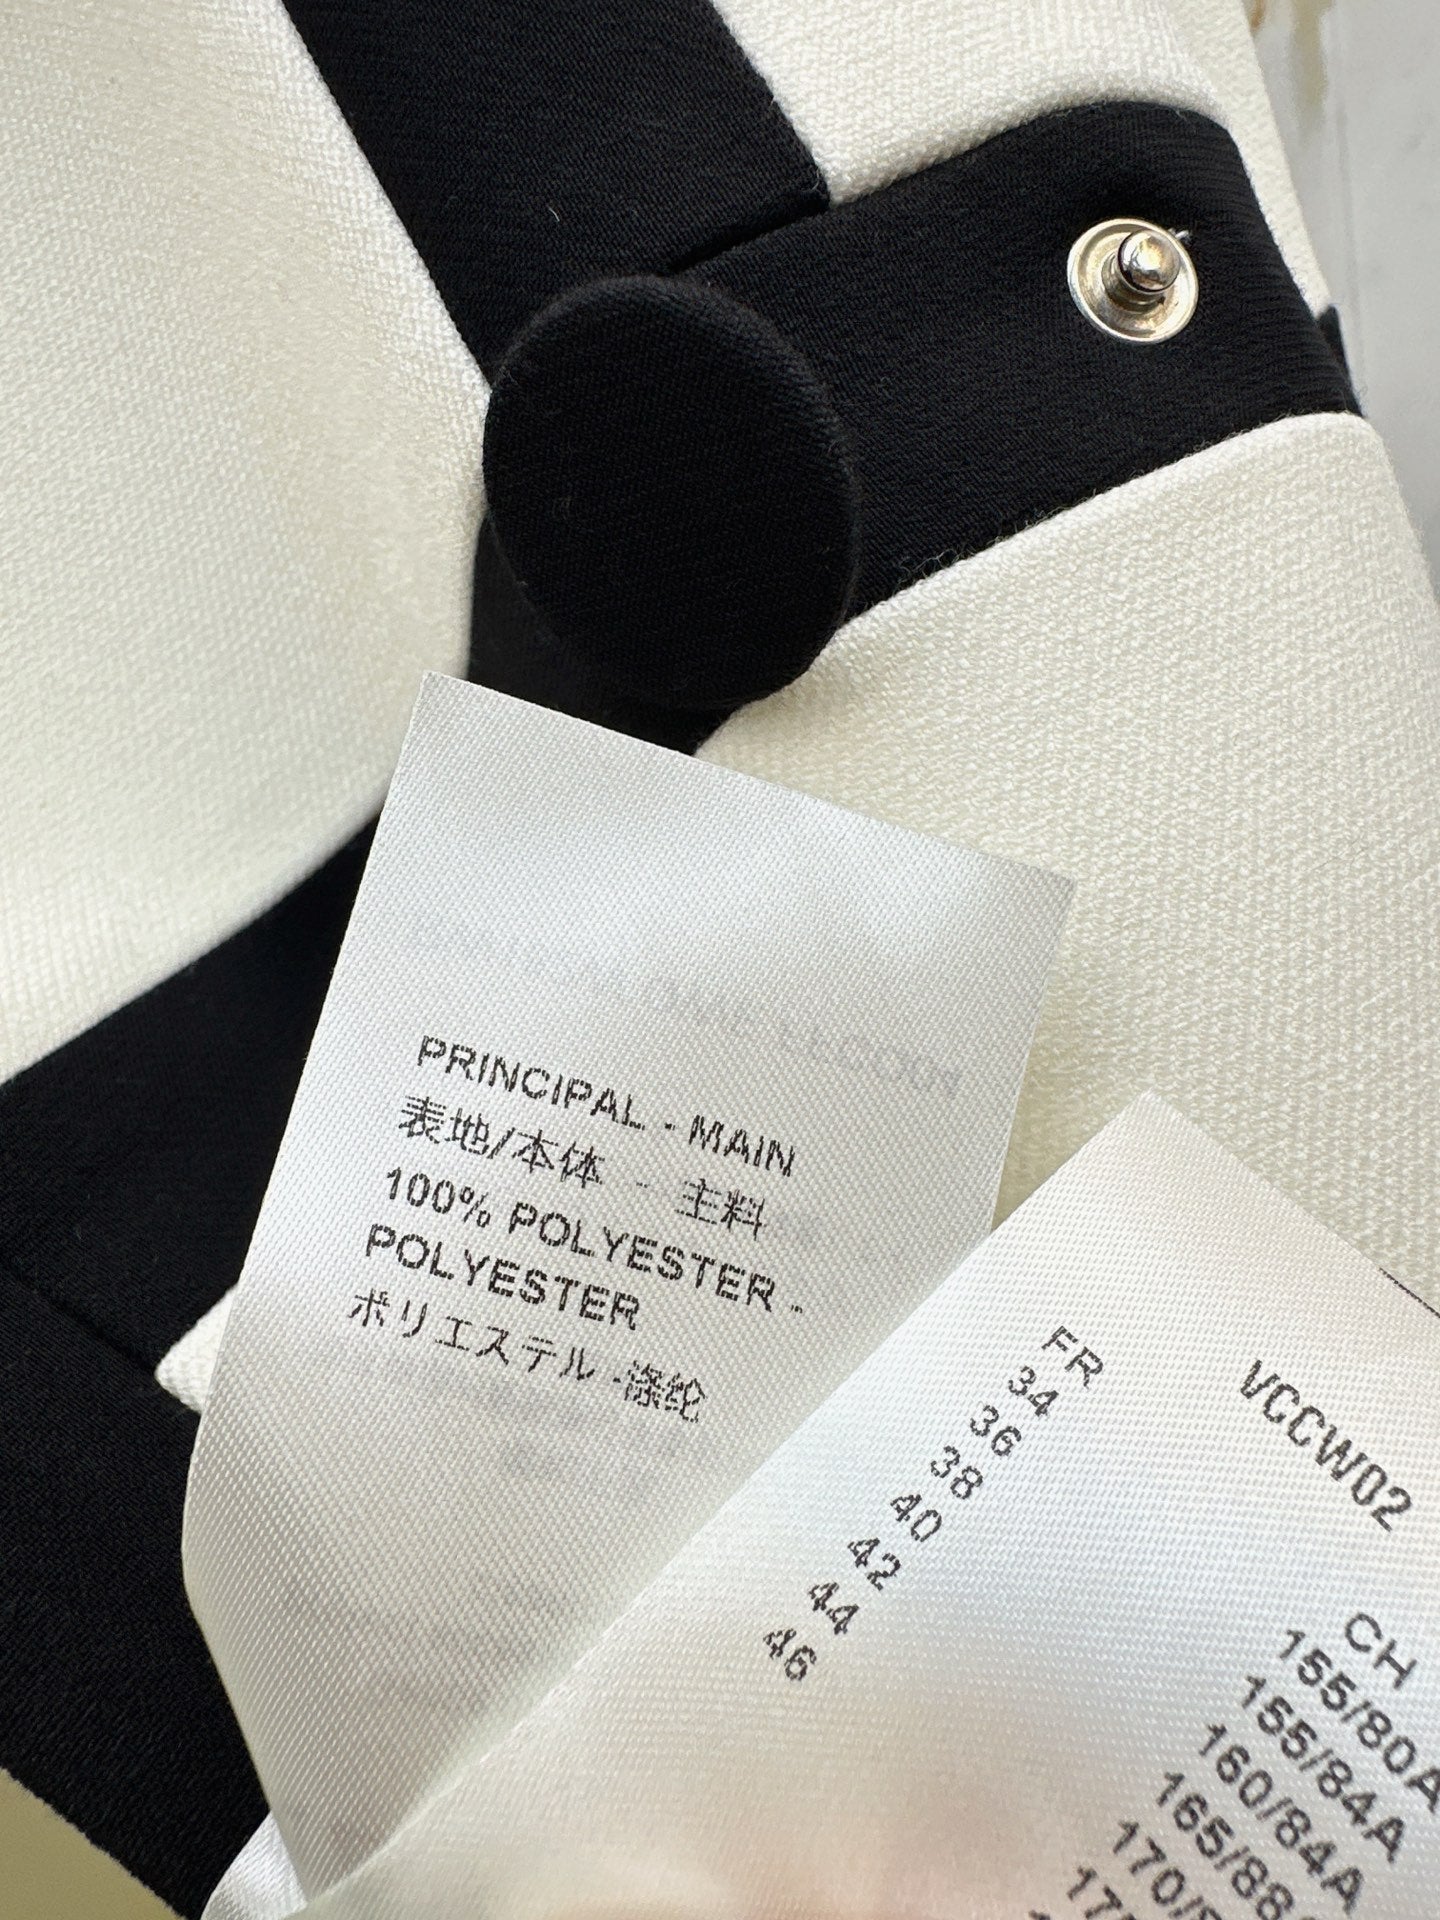 PRINCIPAL - MAIN
表地/本体 - 主料
100% POLYESTER -
POLYESTER
ポリエステル -涤纶
VCCW02
FR
34
36
38
40
42
44
46
CH
155/80A
155/84A
160/84A
165/88
170/